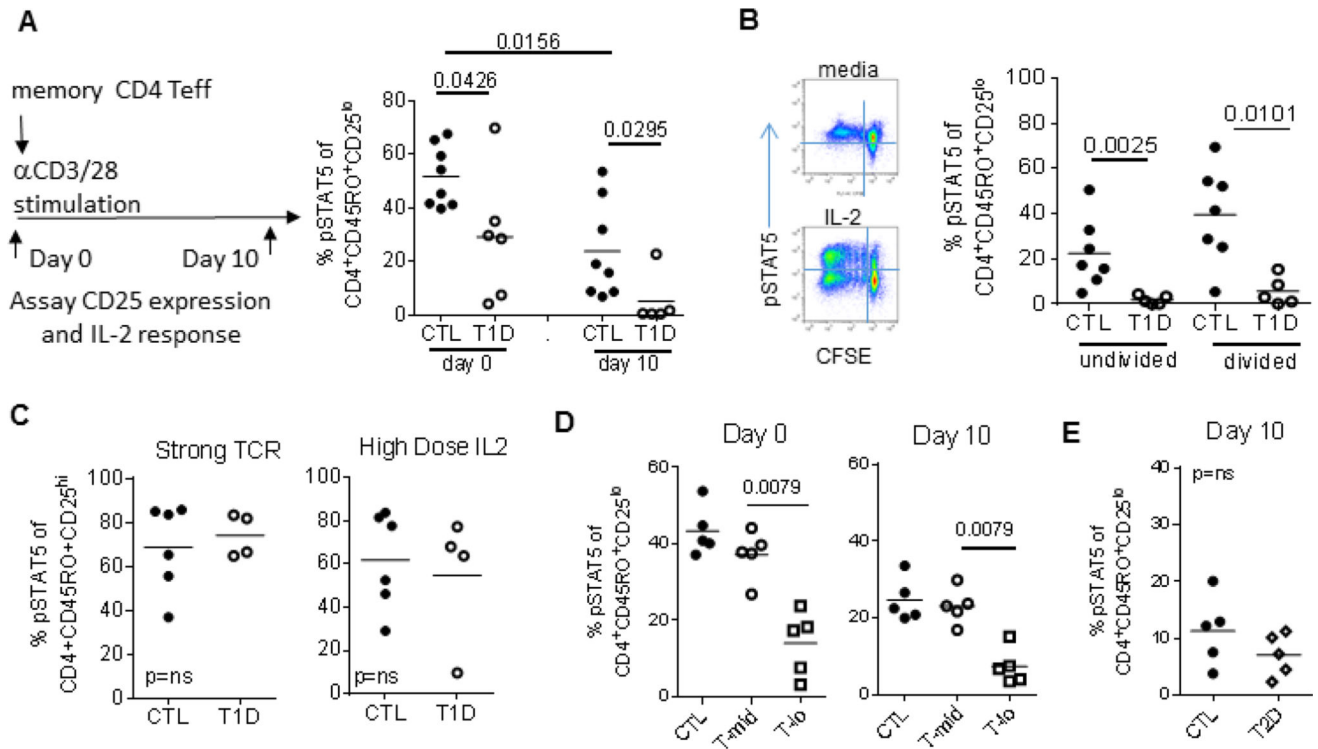 A
memory CD4 Teff
αCD3/28
stimulation
Day 0 Day 10
Assay CD25 expression
and IL-2 response
0.0156
0.0426
0.0295
% pSTAT5 of
CD4⁺CD45RO⁺CD25ˡᵒ
80
60
40
20
0
CTL T1D . CTL T1D
day 0 day 10
B
media
IL-2
pSTAT5
CFSE
0.0101
0.0025
% pSTAT5 of
CD4⁺CD45RO⁺CD25ˡᵒ
100
80
60
40
20
0
CTL T1D CTL T1D
undivided divided
C
Strong TCR
% pSTAT5 of
CD4+CD45RO+CD25ʰⁱ
100
80
60
40
20
0
p=ns
CTL T1D
High Dose IL2
100
80
60
40
20
0
p=ns
CTL T1D
D
Day 0
% pSTAT5 of
CD4⁺CD45RO⁺CD25ˡᵒ
60
40
20
0
0.0079
CTL T-mid T-lo
Day 10
60
40
20
0
0.0079
CTL T-mid T-lo
E
Day 10
% pSTAT5 of
CD4⁺CD45RO⁺CD25ˡᵒ
40
30
20
10
0
p=ns
CTL T2D